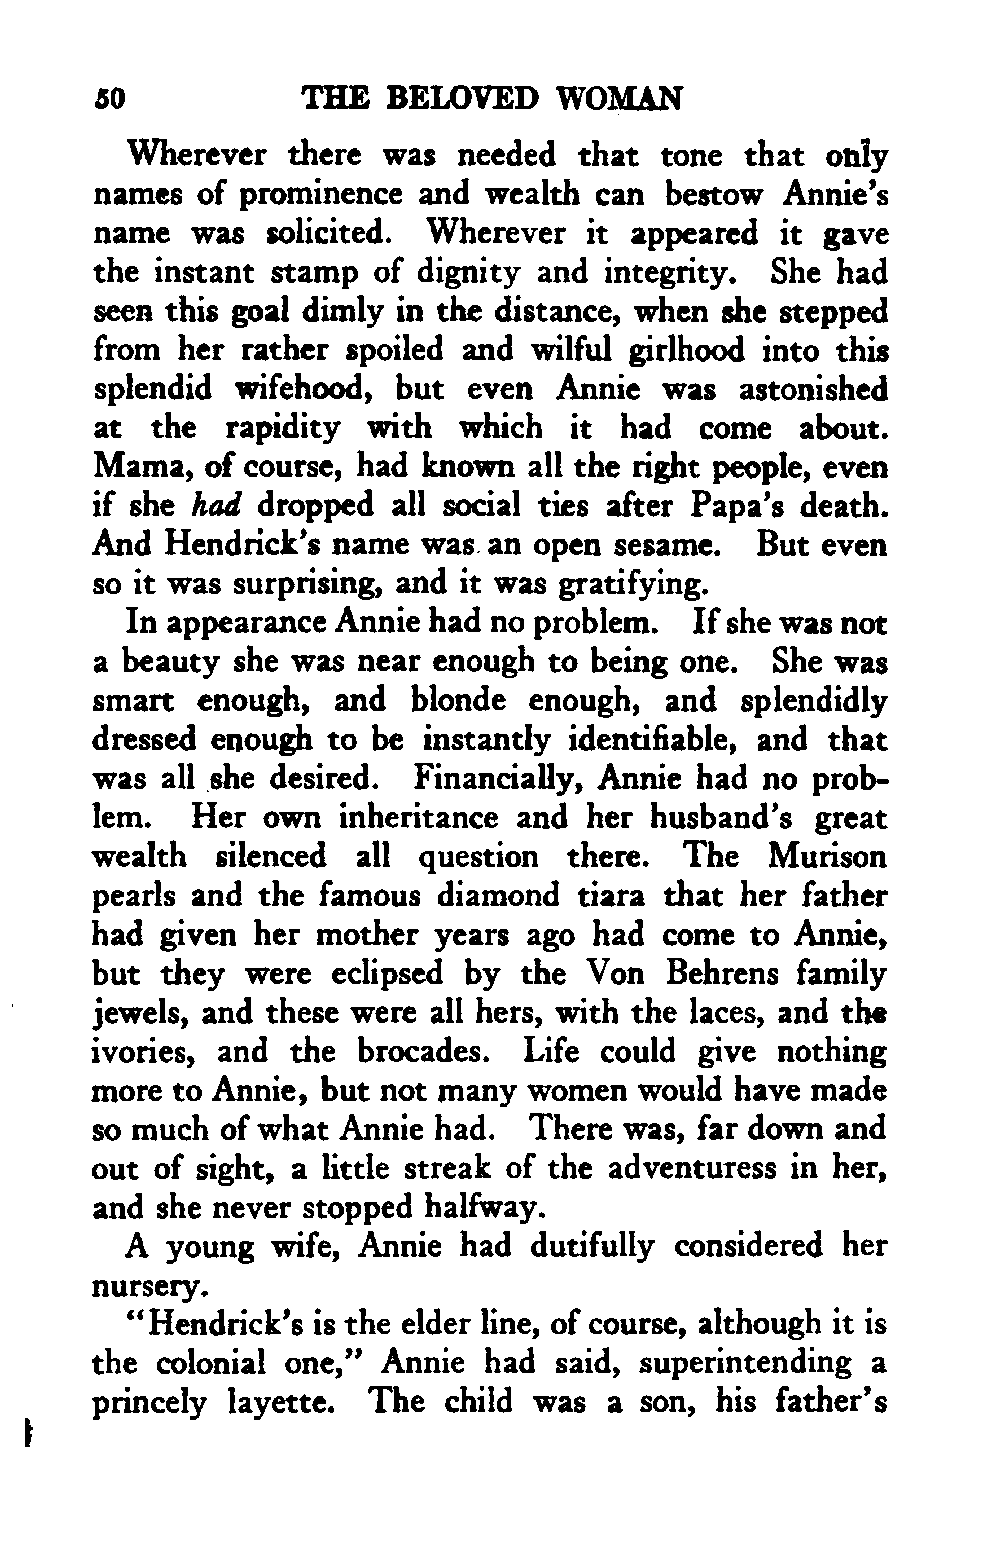 50 THE BELOVED WOMAN
Wherever there was needed that tone that only
names of prominence and wealth can bestow Annie's
name was solicited. Wherever it appeared it gave
the instant stamp of dignity and integrity. She had
seen this goal dimly in the distance, when she stepped
from her rather spoiled and wilful girlhood into this
splendid wifehood, but even Annie was astonished
at the rapidity with which it had come about.
Mama, of course, had known all the right people, even
if she had dropped all social ties after Papa's death.
And Hendrick's name was an open sesame. But even
so it was surprising, and it was gratifying.
In appearance Annie had no problem. If she was not
a beauty she was near enough to being one. She was
smart enough, and blonde enough, and splendidly
dressed enough to be instantly identifiable, and that
was all she desired. Financially, Annie had no prob-
lem. Her own inheritance and her husband's great
wealth silenced all question there. The Murison
pearls and the famous diamond tiara that her father
had given her mother years ago had come to Annie,
but they were eclipsed by the Von Behrens family
jewels, and these were all hers, with the laces, and the
ivories, and the brocades. Life could give nothing
more to Annie, but not many women would have made
so much of what Annie had. There was, far down and
out of sight, a little streak of the adventuress in her,
and she never stopped halfway.
A young wife, Annie had dutifully considered her
nursery.
"Hendrick's is the elder line, of course, although it is
the colonial one," Annie had said, superintending a
princely layette. The child was a son, his father's